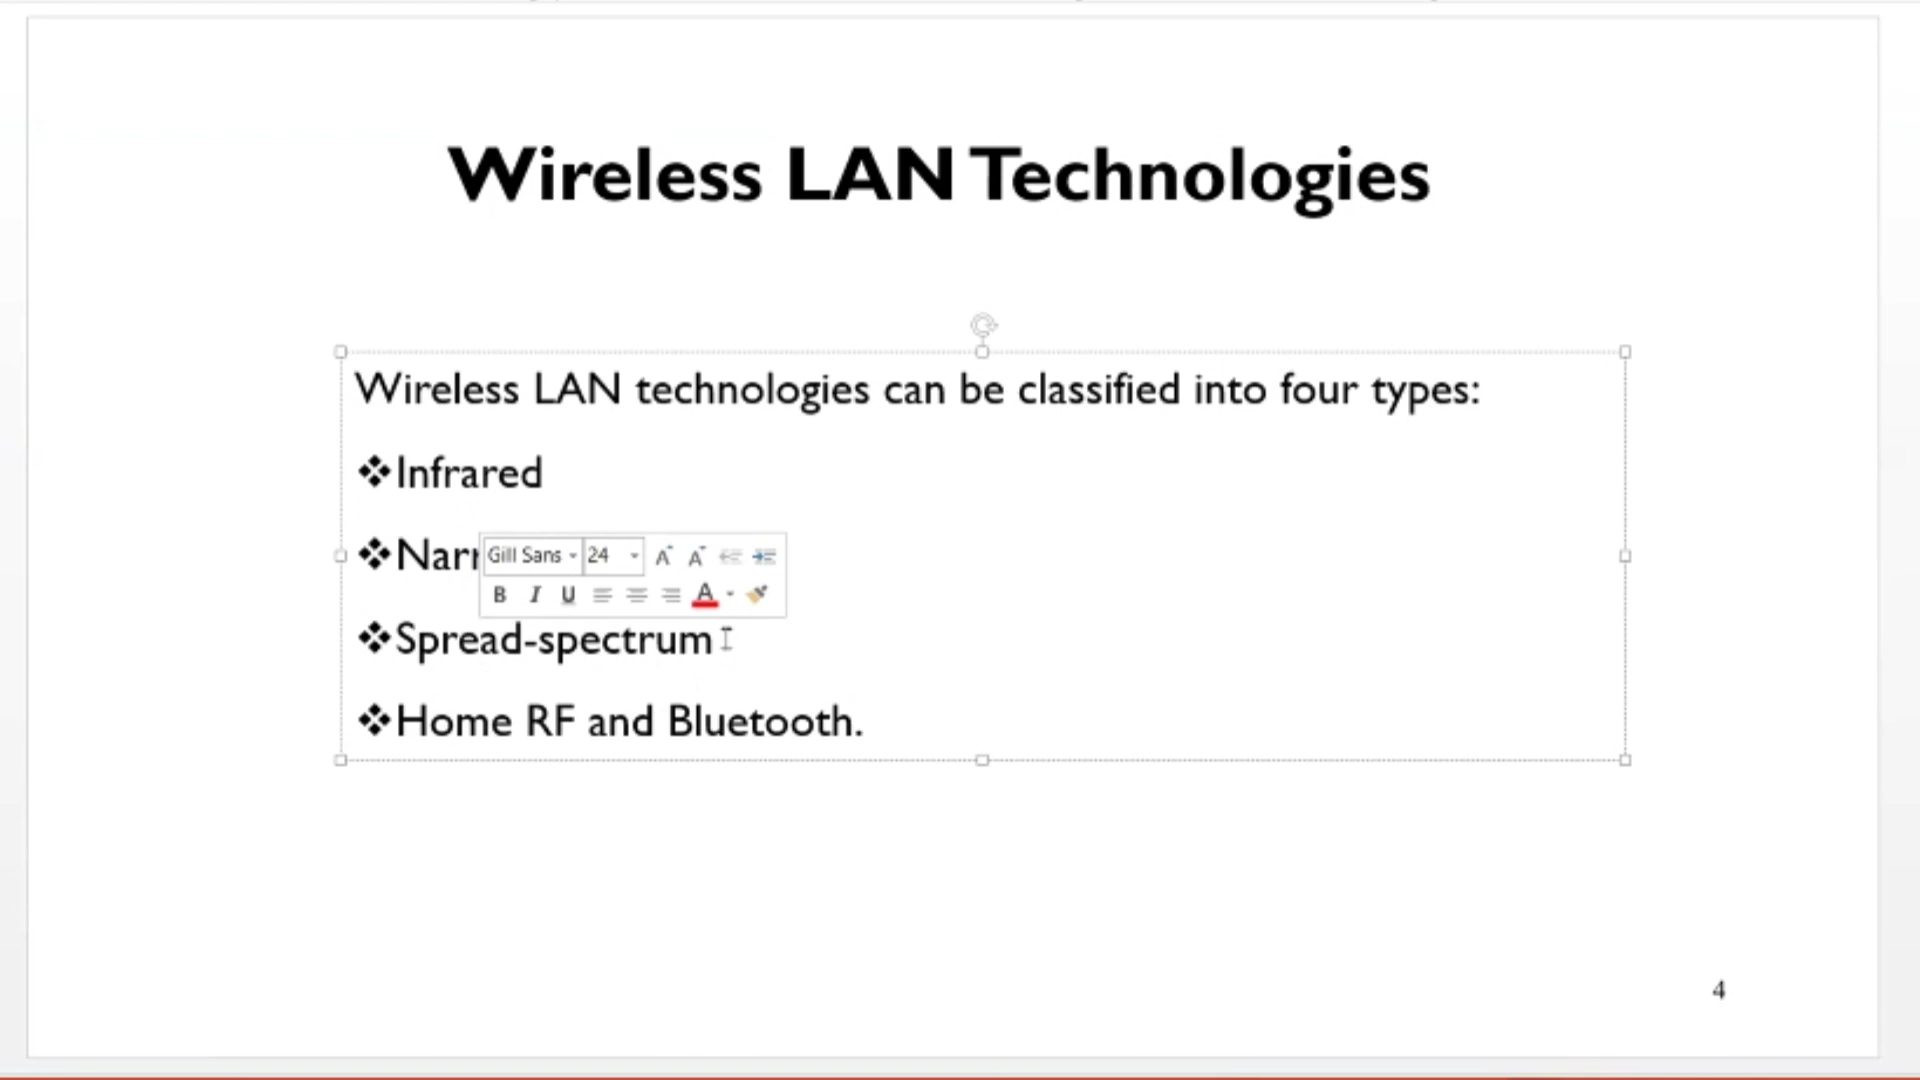 Wireless LAN Technologies
Wireless LAN technologies can be classified into four types:
❖Infrared
Gill Sans 24 A A
B I U A
❖Spread-spectrum
❖Home RF and Bluetooth.
4